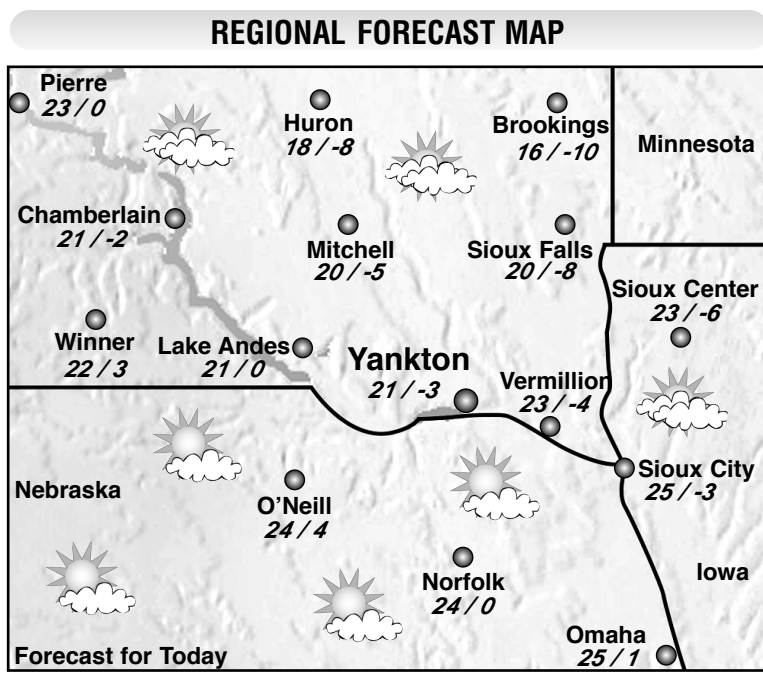 REGIONAL FORECAST MAP
Pierre
23 / 0
Huron
18 / -8
Brookings
16 / -10
Minnesota
Chamberlain
21 / -2
Mitchell
20 / -5
Sioux Falls
20 / -8
Sioux Center
23 / -6
Winner
22 / 3
Lake Andes
21 / 0
Yankton
21 / -3
Vermillion
23 / -4
Sioux City
25 / -3
Nebraska
O’Neill
24 / 4
Norfolk
24 / 0
Iowa
Omaha
25 / 1
Forecast for Today